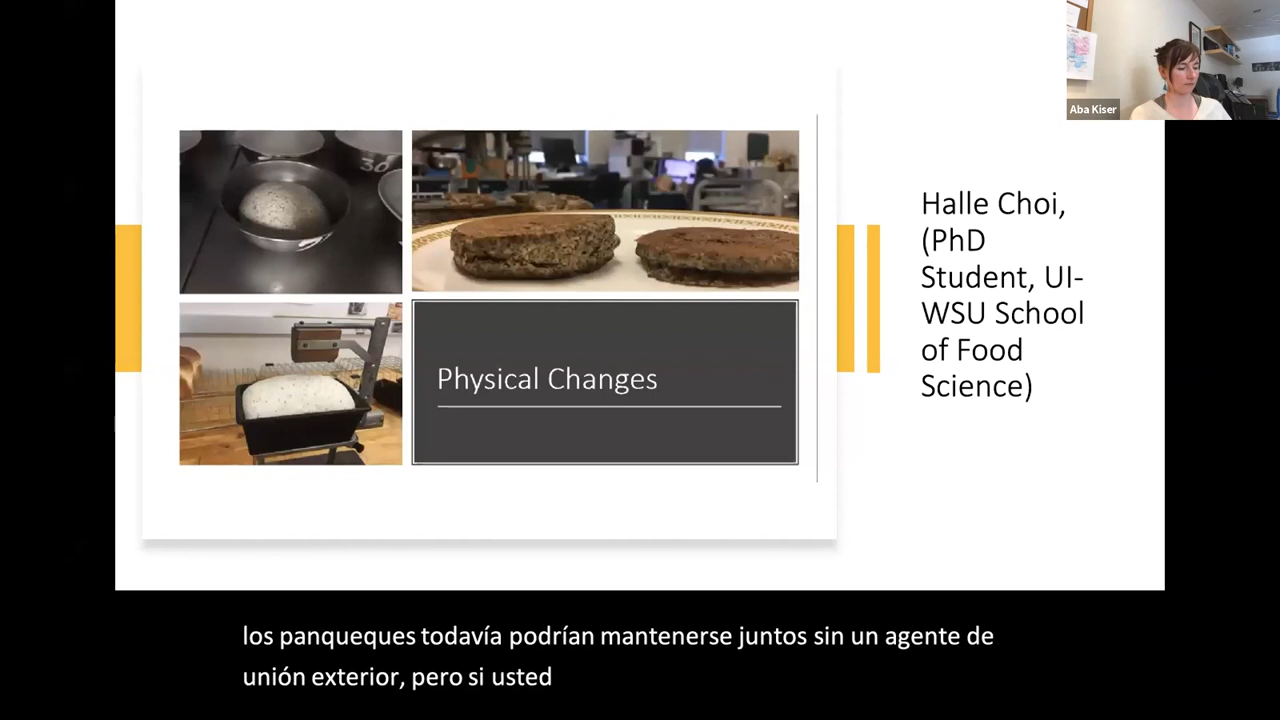 Aba Kiser
30
Physical Changes
Halle Choi,
(PhD
Student, UI-
WSU School
of Food
Science)
los panqueques todavía podrían mantenerse juntos sin un agente de
unión exterior, pero si usted